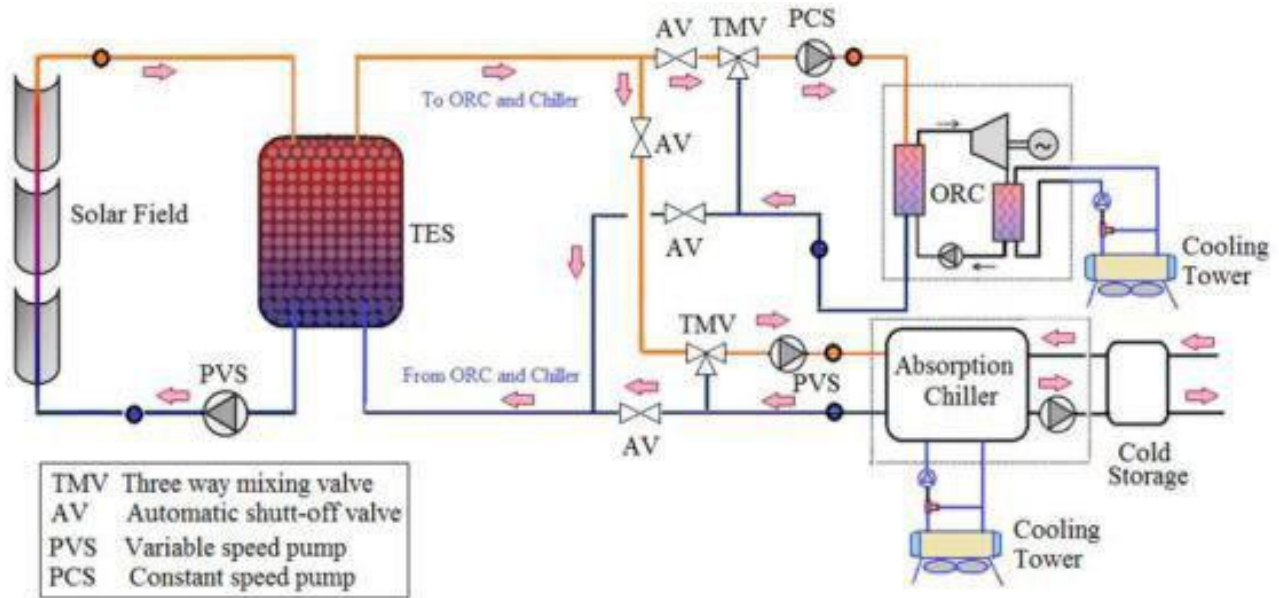 AV
TMV
PCS
To ORC and Chiller
AV
Solar Field
TES
ORC
AV
Cooling
Tower
TMV
PVS
From ORC and Chiller
PVS
Absorption
Chiller
AV
Cold
Storage
TMV Three way mixing valve
AV Automatic shutt-off valve
PVS Variable speed pump
PCS Constant speed pump
Cooling
Tower